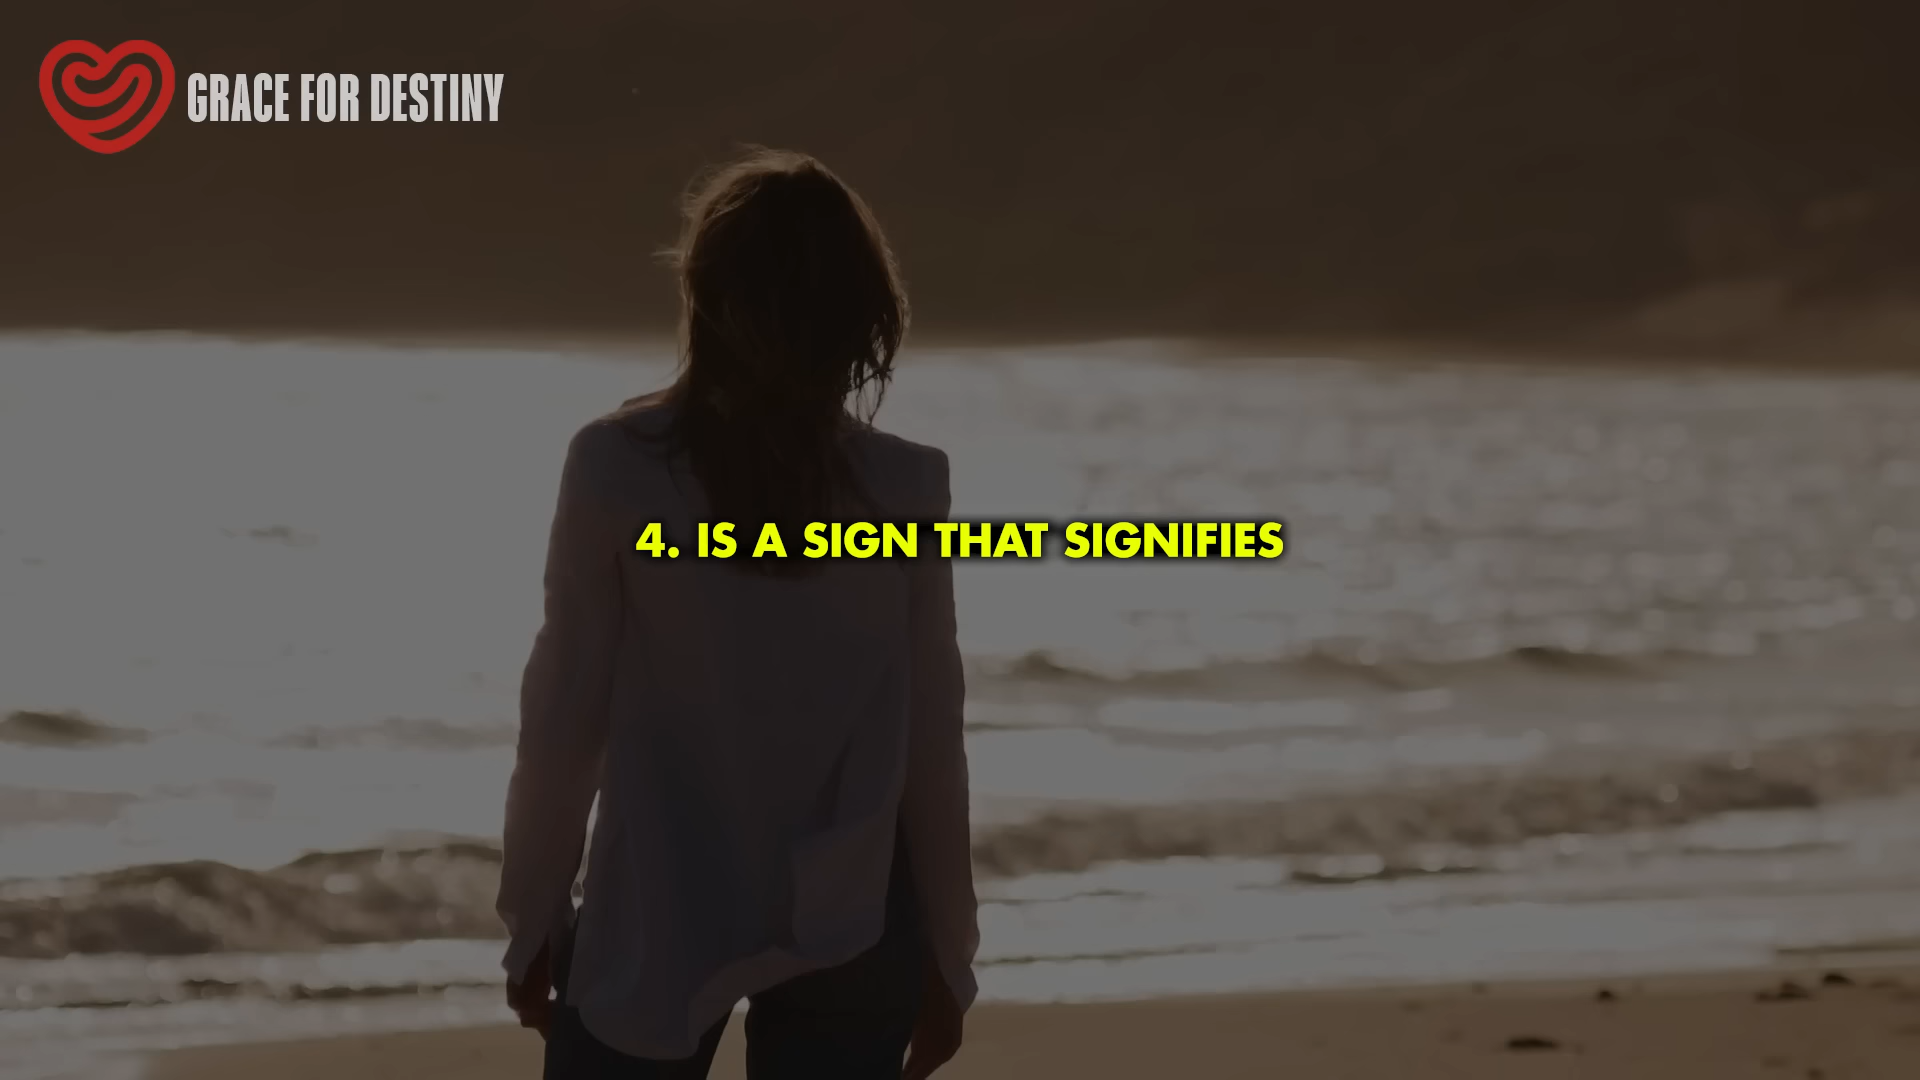 GRACE FOR DESTINY
4. IS A SIGN THAT SIGNIFIES